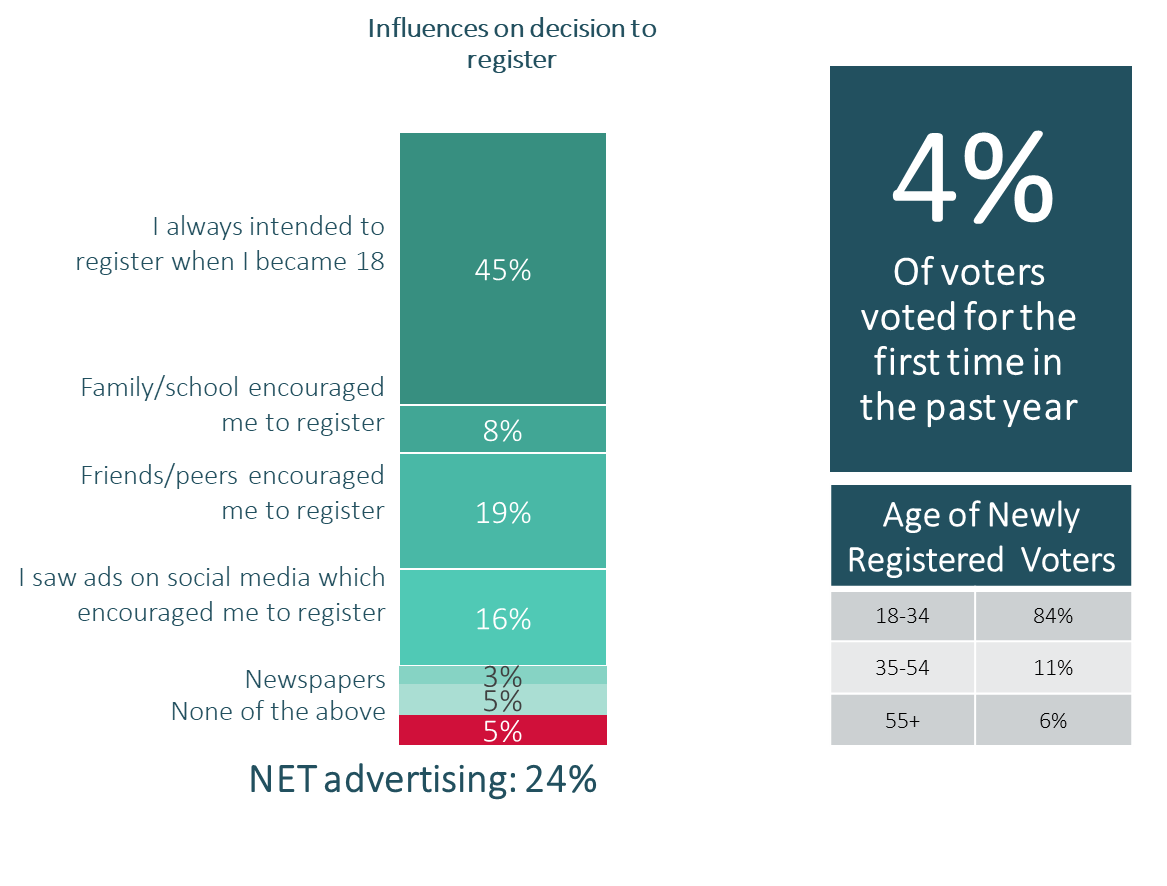 Influences on decision to
register
I always intended to
register when I became 18
45%
Family/school encouraged
me to register
8%
Friends/peers encouraged
me to register
19%
I saw ads on social media which
encouraged me to register
16%
Newspapers
3%
5%
None of the above
5%
NET advertising: 24%
4%
Of voters
voted for the
first time in
the past year
Age of Newly
Registered Voters
18-34 84%
35-54 11%
55+ 6%